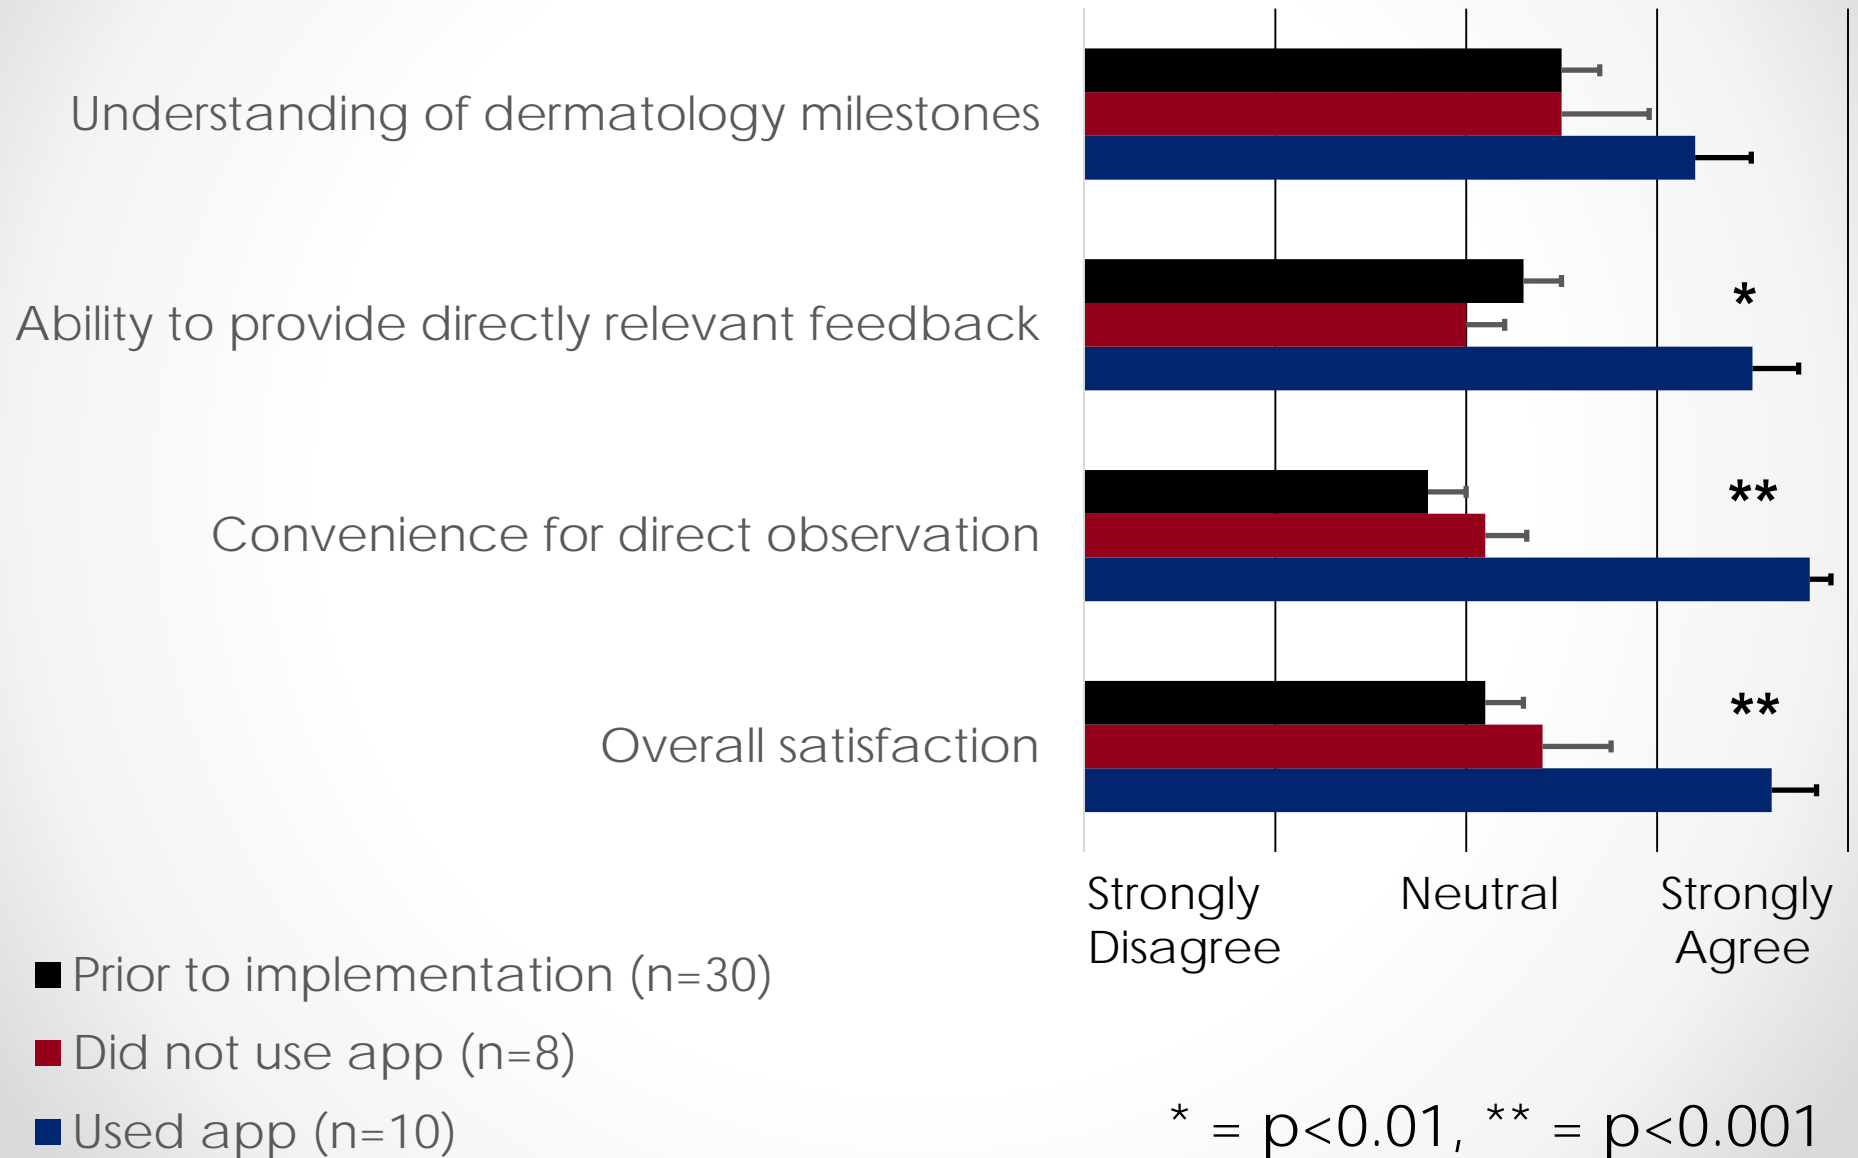 Understanding of dermatology milestones
Ability to provide directly relevant feedback
*
Convenience for direct observation
**
Overall satisfaction
**
Strongly Disagree
Neutral
Strongly Agree
Prior to implementation (n=30)
Did not use app (n=8)
Used app (n=10)
* = p<0.01, ** = p<0.001